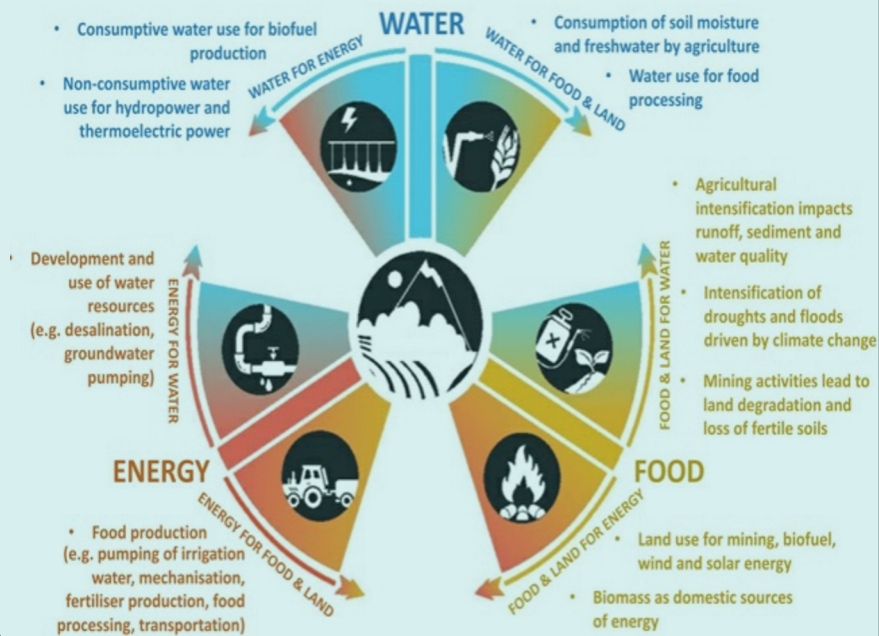 WATER
• Consumptive water use for biofuel
production
• Non-consumptive water
use for hydropower and
thermoelectric power
WATER FOR ENERGY
WATER FOR FOOD & LAND
• Consumption of soil moisture
and freshwater by agriculture
• Water use for food
processing
• Agricultural
intensification impacts
runoff, sediment and
water quality
• Intensification of
droughts and floods
driven by climate change
• Mining activities lead to
land degradation and
loss of fertile soils
FOOD & LAND FOR WATER
• Development and
use of water
resources
(e.g. desalination,
groundwater
pumping)
ENERGY FOR WATER
ENERGY
FOOD
ENERGY FOR FOOD & LAND
• Food production
(e.g. pumping of irrigation
water, mechanisation,
fertiliser production, food
processing, transportation)
FOOD & LAND FOR ENERGY
• Land use for mining, biofuel,
wind and solar energy
• Biomass as domestic sources
of energy